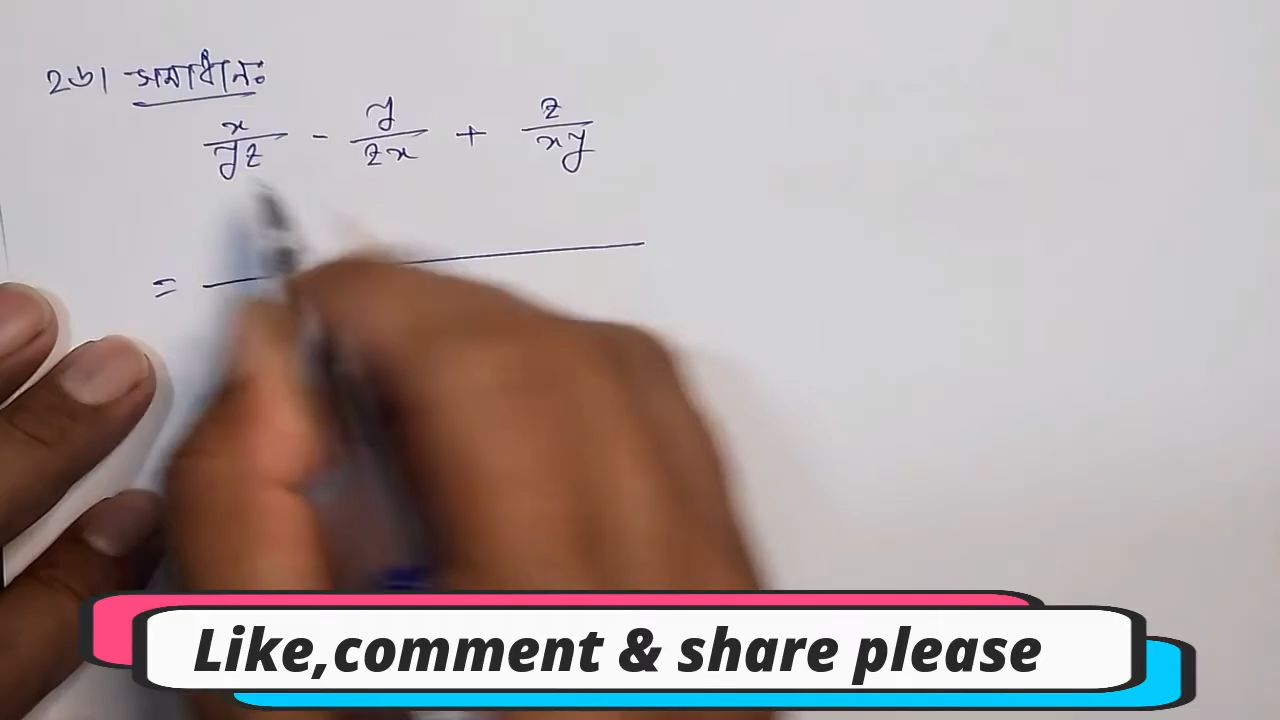 ২৬। সমাধানঃ
x/yz - y/zx + z/xy
=
Like,comment & share please